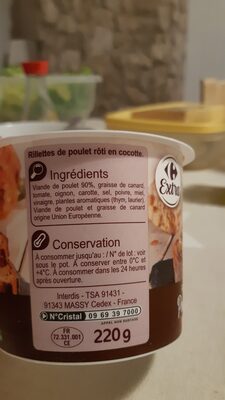 Rillettes de poulet rôti en cocotte.
Ingrédients
Viande de poulet 90%, graisse de canard,
tomate, oignon, carotte, sel, poivre, miel,
vinaigre, plantes aromatiques (thym, laurier).
Viande de poulet et graisse de canard
origine Union Européenne.
Conservation
A consommer jusqu'au : / N° de lot : voir
sous le pot. À conserver entre 0°C et
+4°C. À consommer dans les 24 heures
après ouverture.
Interdis - TSA 91431 -
91343 MASSY Cedex - France
N°Cristal 09 69 39 7000
APPEL NON SURTAXÉ
FR
72.331.001
CE
220g
Extra